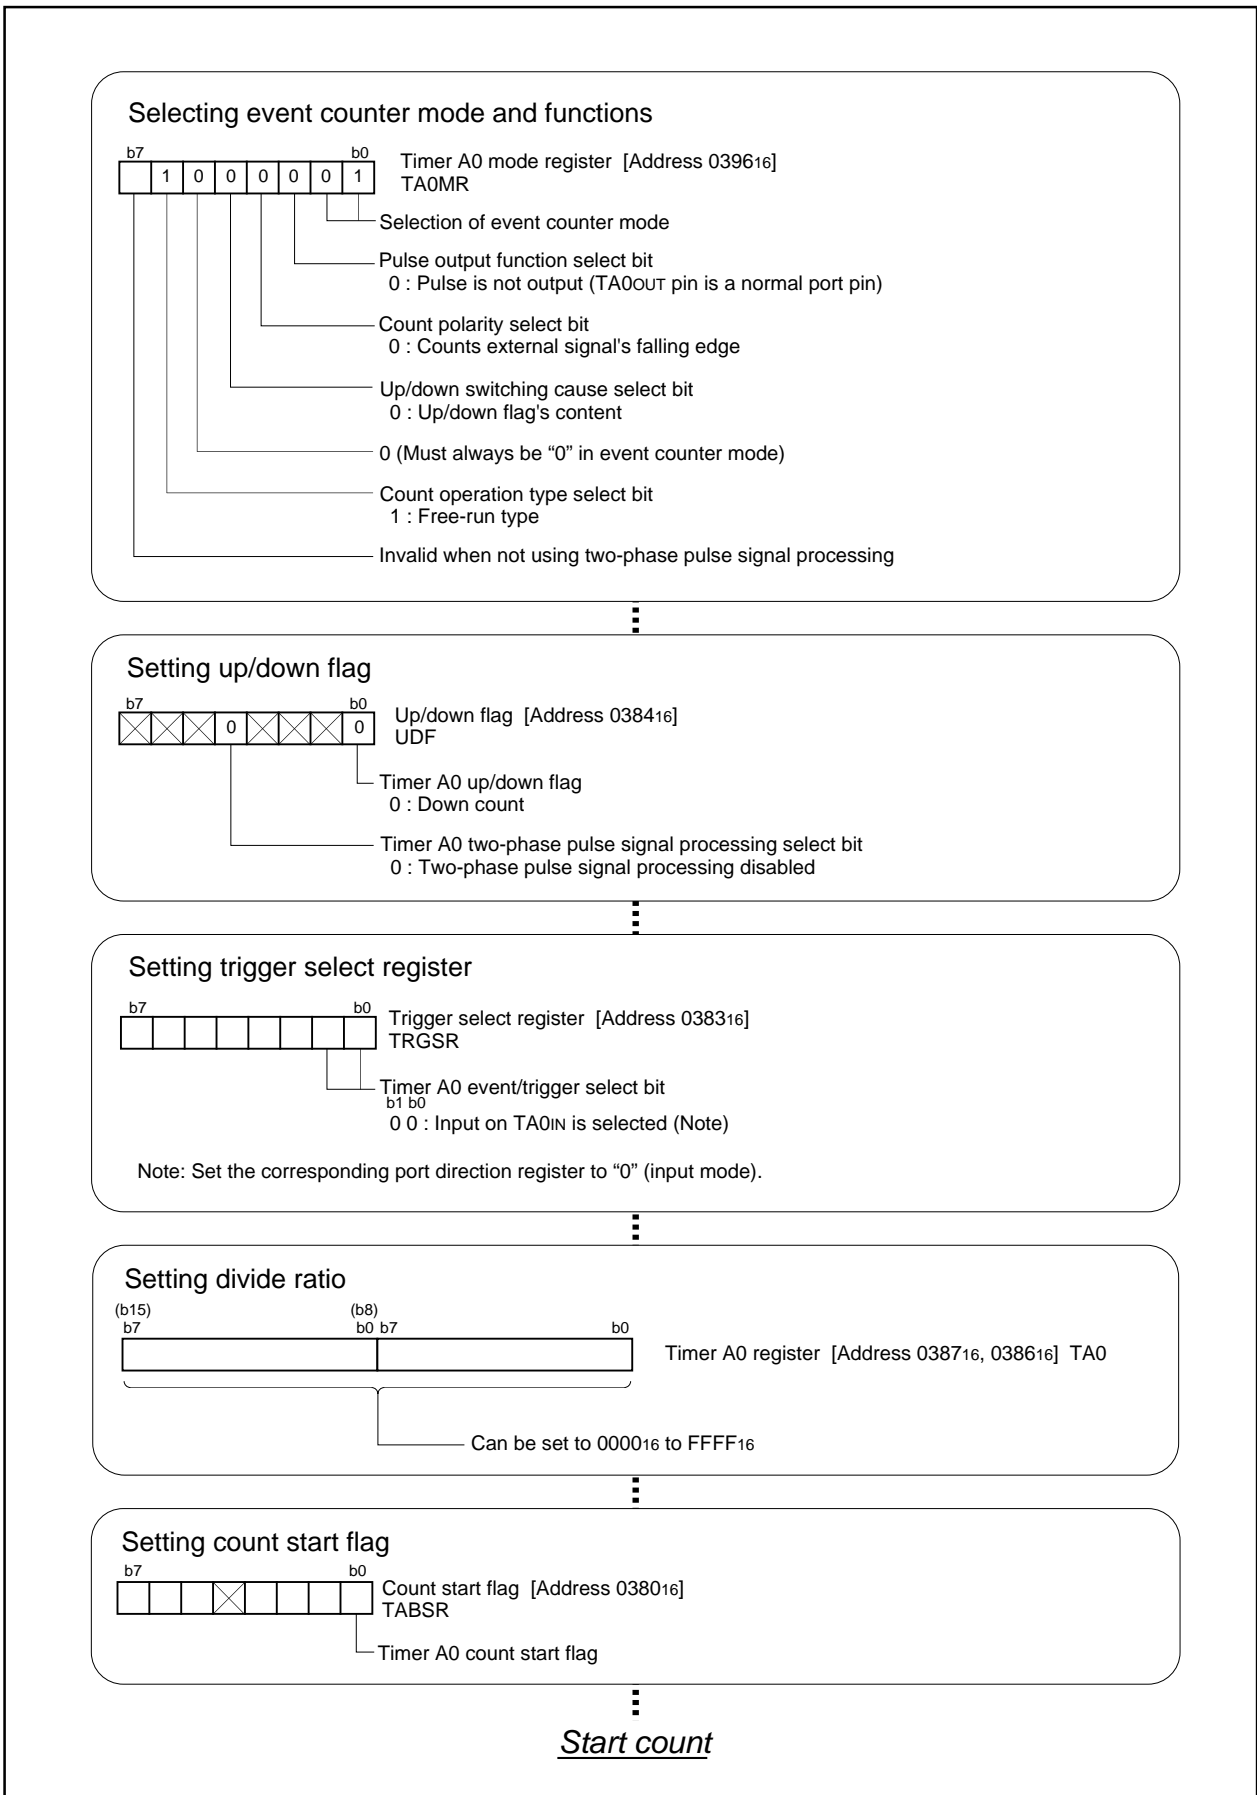 Selecting event counter mode and functions
b7 b0
1 0 0 0 0 0 1
Timer A0 mode register [Address 039616]
TA0MR
Selection of event counter mode
Pulse output function select bit
0 : Pulse is not output (TA0OUT pin is a normal port pin)
Count polarity select bit
0 : Counts external signal's falling edge
Up/down switching cause select bit
0 : Up/down flag's content
0 (Must always be “0” in event counter mode)
Count operation type select bit
1 : Free-run type
Invalid when not using two-phase pulse signal processing
Setting up/down flag
b7 b0
0 0
Up/down flag [Address 038416]
UDF
Timer A0 up/down flag
0 : Down count
Timer A0 two-phase pulse signal processing select bit
0 : Two-phase pulse signal processing disabled
Setting trigger select register
b7 b0
Trigger select register [Address 038316]
TRGSR
Timer A0 event/trigger select bit
b1 b0
0 0 : Input on TA0IN is selected (Note)
Note: Set the corresponding port direction register to “0” (input mode).
Setting divide ratio
(b15) (b8)
b7 b0 b7 b0
Timer A0 register [Address 038716, 038616] TA0
Can be set to 000016 to FFFF16
Setting count start flag
b7 b0
Count start flag [Address 038016]
TABSR
Timer A0 count start flag
Start count